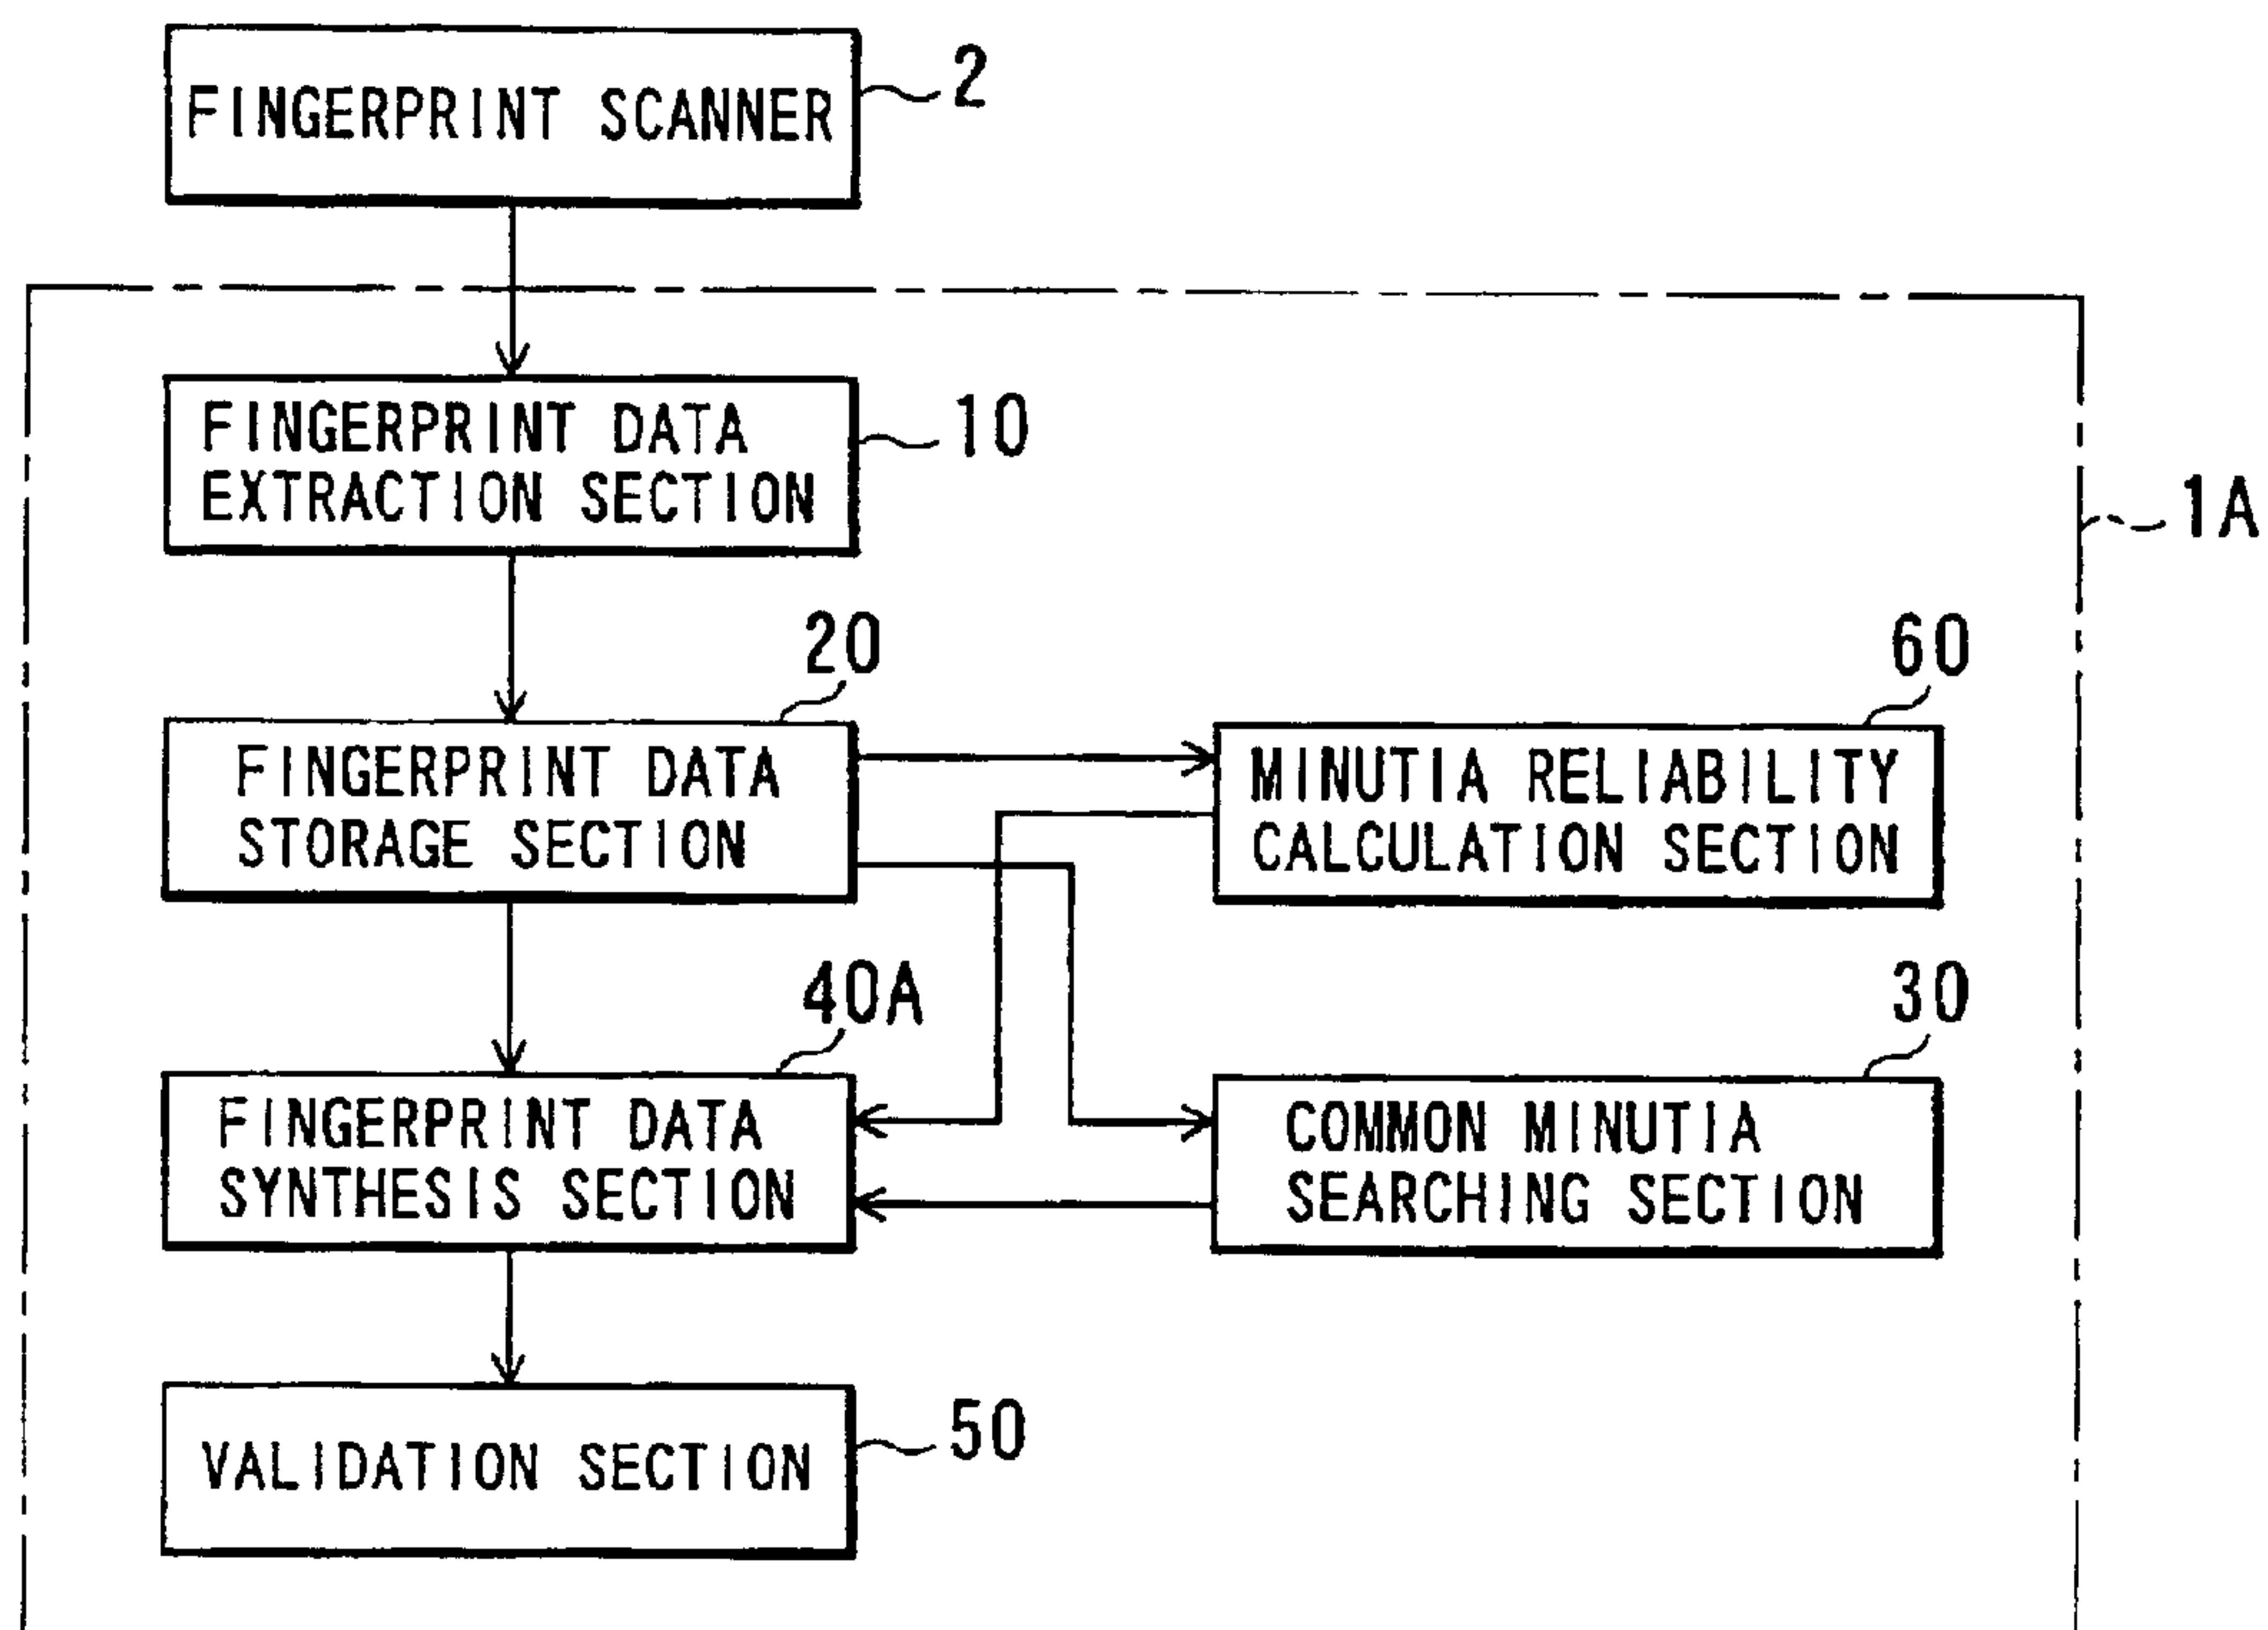 FINGERPRINT SCANNER
2
FINGERPRINT DATA
EXTRACTION SECTION
10
1A
20
FINGERPRINT DATA
STORAGE SECTION
60
MINUTIA RELIABILITY
CALCULATION SECTION
40A
FINGERPRINT DATA
SYNTHESIS SECTION
30
COMMON MINUTIA
SEARCHING SECTION
VALIDATION SECTION
50